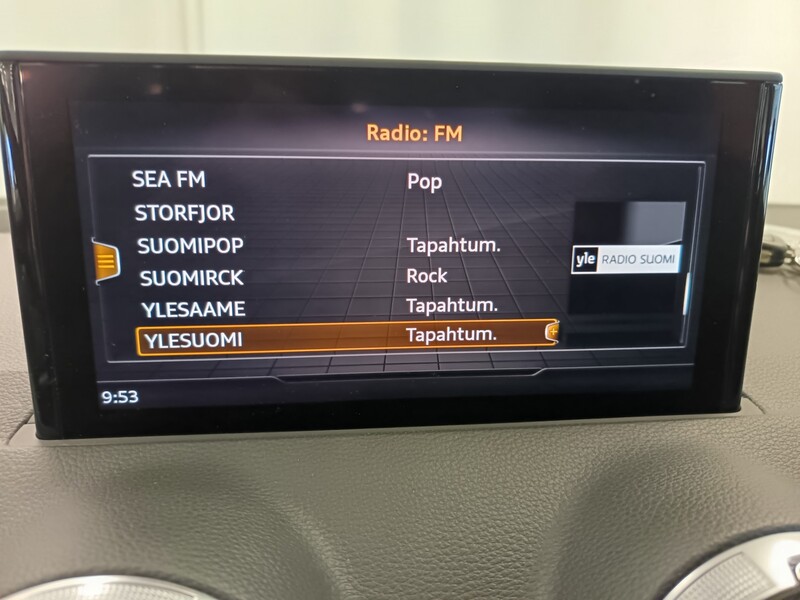 Radio: FM
SEA FM Pop
STORFJOR
SUOMIPOP Tapahtum.
SUOMIRCK Rock
YLESAAME Tapahtum.
YLESUOMI Tapahtum.
yle RADIO SUOMI
9:53